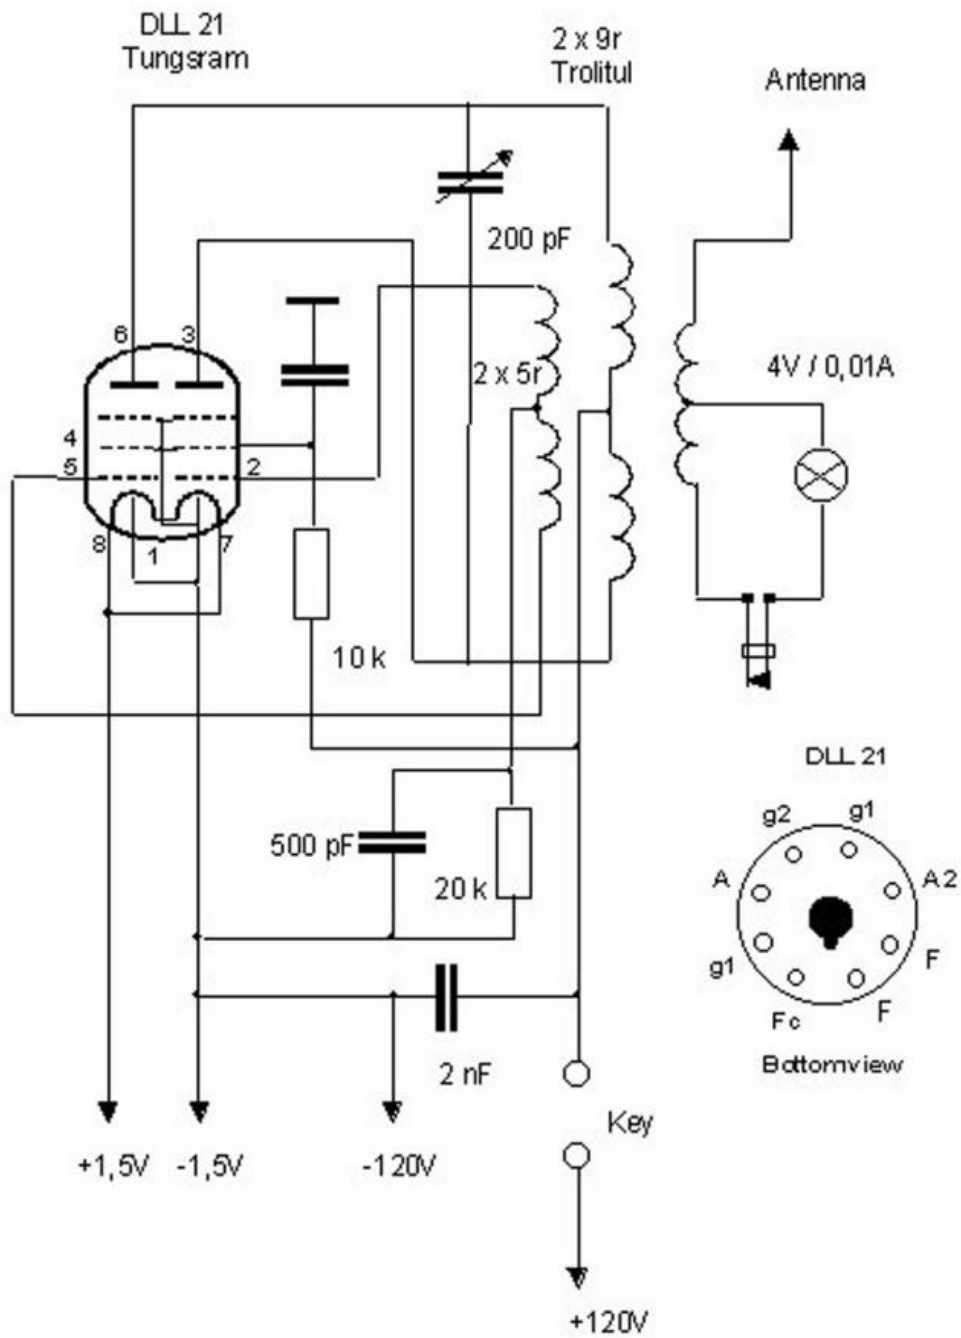 DLL 21
Tungsram
2 x 9r
Trolitul
Antenna
200 pF
6
3
2 x 5r
4V / 0,01A
4
5
2
8
1
7
10 k
DLL 21
g2
g1
500 pF
20 k
A
A2
g1
F
Fc
F
2 nF
Bottomview
Key
+1,5V
-1,5V
-120V
+120V